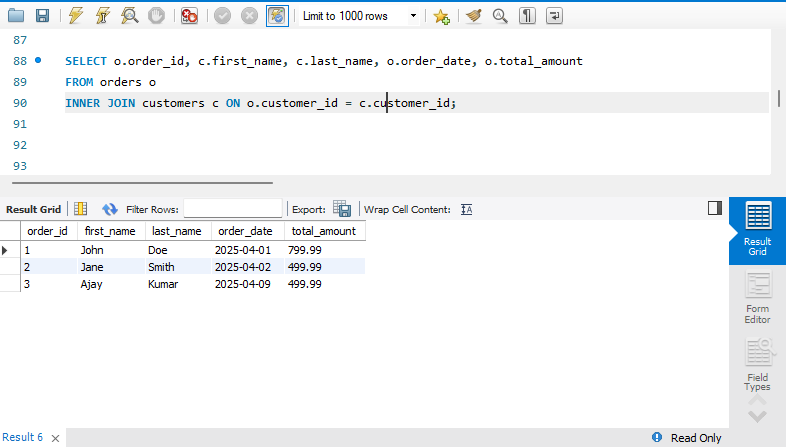 Limit to 1000 rows
87
88 SELECT o.order_id, c.first_name, c.last_name, o.order_date, o.total_amount
89 FROM orders o
90 INNER JOIN customers c ON o.customer_id = c.customer_id;
91
92
93
Result Grid Filter Rows: Export: Wrap Cell Content:
order_id first_name last_name order_date total_amount
1 John Doe 2025-04-01 799.99
2 Jane Smith 2025-04-02 499.99
3 Ajay Kumar 2025-04-09 499.99
Result
Grid
Form
Editor
Field
Types
Result 6 Read Only